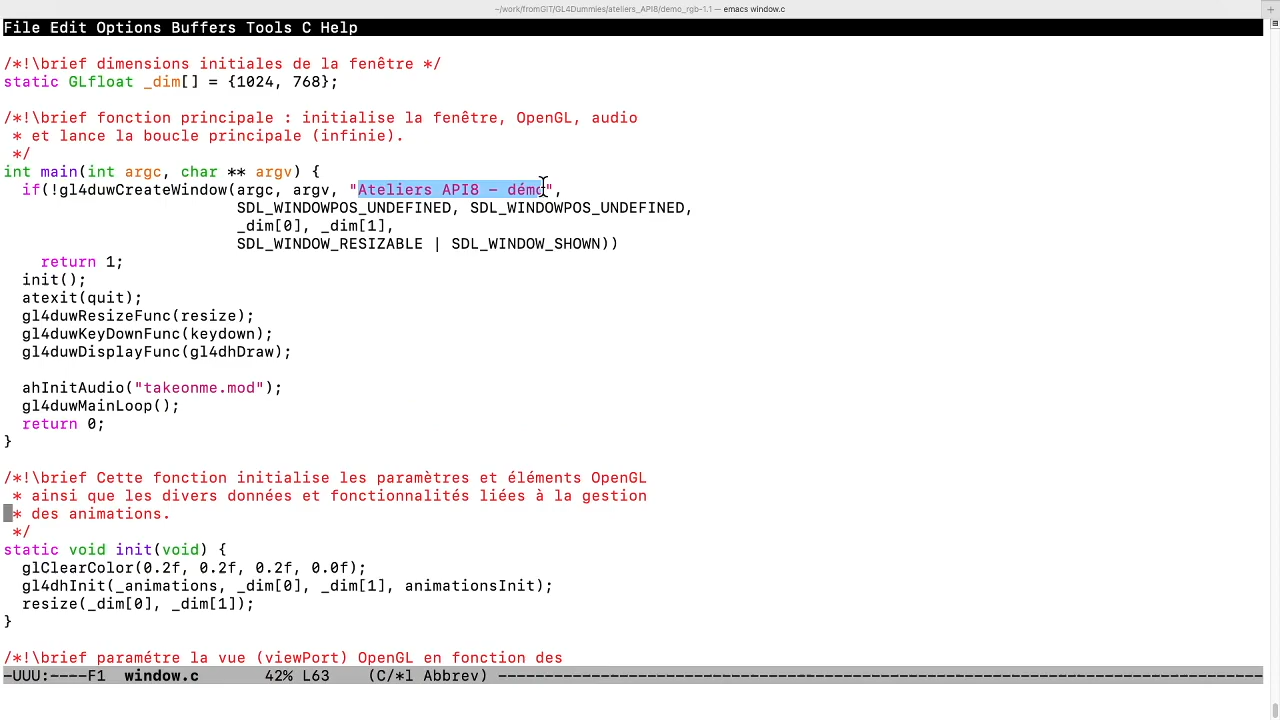 ~/work/fromGIT/GL4Dummies/ateliers_API8/demo_rgb-1.1 — emacs window.c
File Edit Options Buffers Tools C Help
/*!\brief dimensions initiales de la fenêtre */
static GLfloat _dim[] = {1024, 768};
/*!\brief fonction principale : initialise la fenêtre, OpenGL, audio
* et lance la boucle principale (infinie).
*/
int main(int argc, char ** argv) {
if(!gl4duwCreateWindow(argc, argv, "Ateliers API8 - démo",
SDL_WINDOWPOS_UNDEFINED, SDL_WINDOWPOS_UNDEFINED,
_dim[0], _dim[1],
SDL_WINDOW_RESIZABLE | SDL_WINDOW_SHOWN))
return 1;
init();
atexit(quit);
gl4duwResizeFunc(resize);
gl4duwKeyDownFunc(keydown);
gl4duwDisplayFunc(gl4dhDraw);
ahInitAudio("takeonme.mod");
gl4duwMainLoop();
return 0;
}
/*!\brief Cette fonction initialise les paramètres et éléments OpenGL
* ainsi que les divers données et fonctionnalités liées à la gestion
* des animations.
*/
static void init(void) {
glClearColor(0.2f, 0.2f, 0.2f, 0.0f);
gl4dhInit(_animations, _dim[0], _dim[1], animationsInit);
resize(_dim[0], _dim[1]);
}
/*!\brief paramétre la vue (viewPort) OpenGL en fonction des
-UUU:----F1 window.c 42% L63 (C/*l Abbrev) ----------------------------------------------------------------------------------